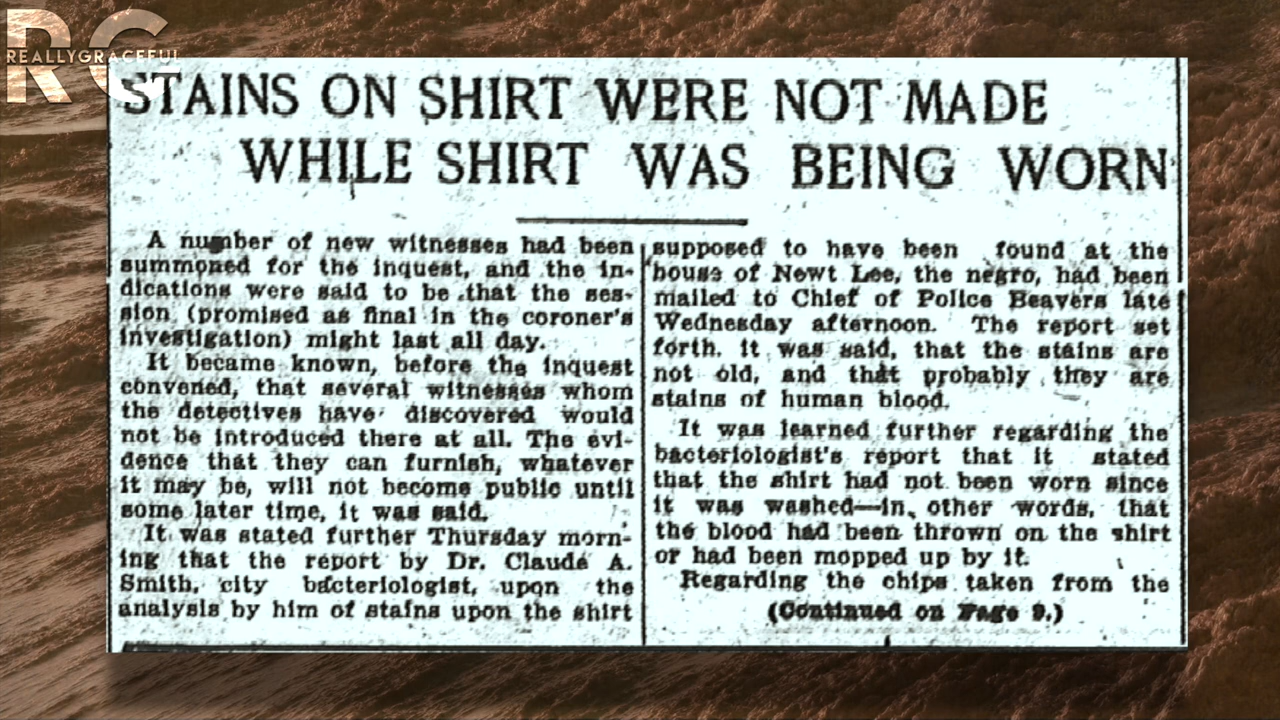 RG
REALLYGRACEFUL
STAINS ON SHIRT WERE NOT MADE
WHILE SHIRT WAS BEING WORN
A number of new witnesses had been
summoned for the inquest, and the in-
dications were said to be that the ses-
sion (promised as final in the coroner's
investigation) might last all day.
It became known, before the inquest
convened, that several witnesses whom
the detectives have discovered would
not be introduced there at all. The evi-
dence that they can furnish, whatever
it may be, will not become public until
some later time, it was said.
It was stated further Thursday morn-
ing that the report by Dr. Claude A.
Smith, city bacteriologist, upon the
analysis by him of stains upon the shirt
supposed to have been found at the
house of Newt Lee, the negro, had been
mailed to Chief of Police Beavers late
Wednesday afternoon. The report set
forth, it was said, that the stains are
not old, and that probably they are
stains of human blood.
It was learned further regarding the
bacteriologist's report that it stated
that the shirt had not been worn since
it was washed—in other words, that
the blood had been thrown on the shirt
or had been mopped up by it.
Regarding the chips taken from the
(Continued on Page 9.)